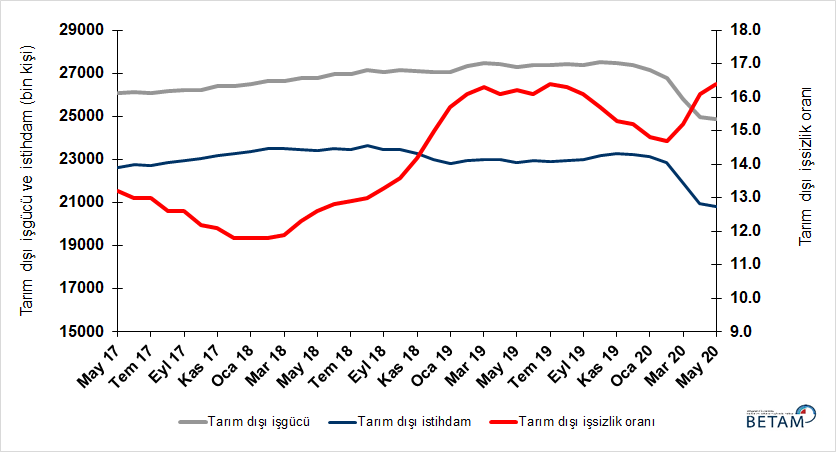 Tarım dışı işgücü ve istihdam (bin kişi)
29000
27000
25000
23000
21000
19000
17000
15000
18.0
17.0
16.0
15.0
14.0
13.0
12.0
11.0
10.0
9.0
Tarım dışı işsizlik oranı
May 17
Tem 17
Eyl 17
Kas 17
Oca 18
Mar 18
May 18
Tem 18
Eyl 18
Kas 18
Oca 19
Mar 19
May 19
Tem 19
Eyl 19
Kas 19
Oca 20
Mar 20
May 20
Tarım dışı işgücü
Tarım dışı istihdam
Tarım dışı işsizlik oranı
BETAM